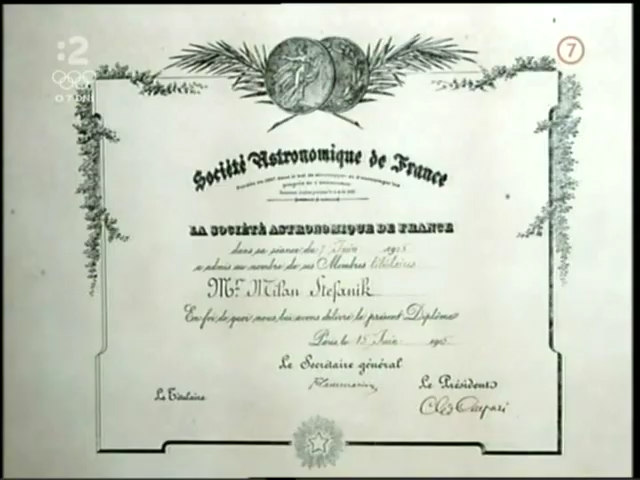 :2
7
Société Astronomique de France
LA SOCIÉTÉ ASTRONOMIQUE DE FRANCE
dans sa séance du 7 Juin 1905
a admis au nombre de ses Membres titulaires
Mr. Milan Stefanik
En foi de quoi nous lui avons délivré le présent Diplôme
Paris le 15 Juin 1905
Le Secrétaire général
Flammarion
Le Président
Le Titulaire